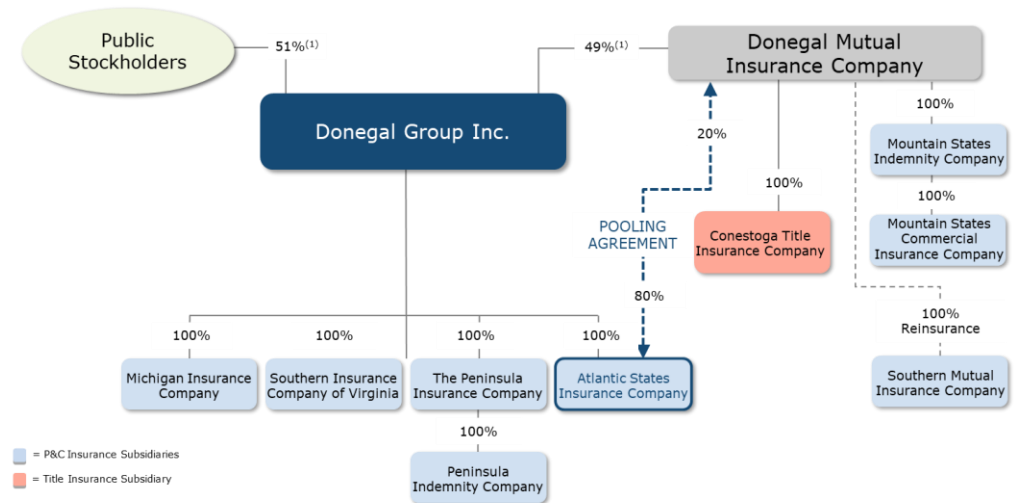 Public
Stockholders
51%(1)
49%(1)
Donegal Mutual
Insurance Company
Donegal Group Inc.
20%
100%
Mountain States
Indemnity Company
100%
Mountain States
Commercial
Insurance Company
100%
Conestoga Title
Insurance Company
POOLING
AGREEMENT
80%
100%
Reinsurance
Southern Mutual
Insurance Company
100%
100%
100%
100%
Michigan Insurance
Company
Southern Insurance
Company of Virginia
The Peninsula
Insurance Company
Atlantic States
Insurance Company
100%
Peninsula
Indemnity Company
= P&C Insurance Subsidiaries
= Title Insurance Subsidiary